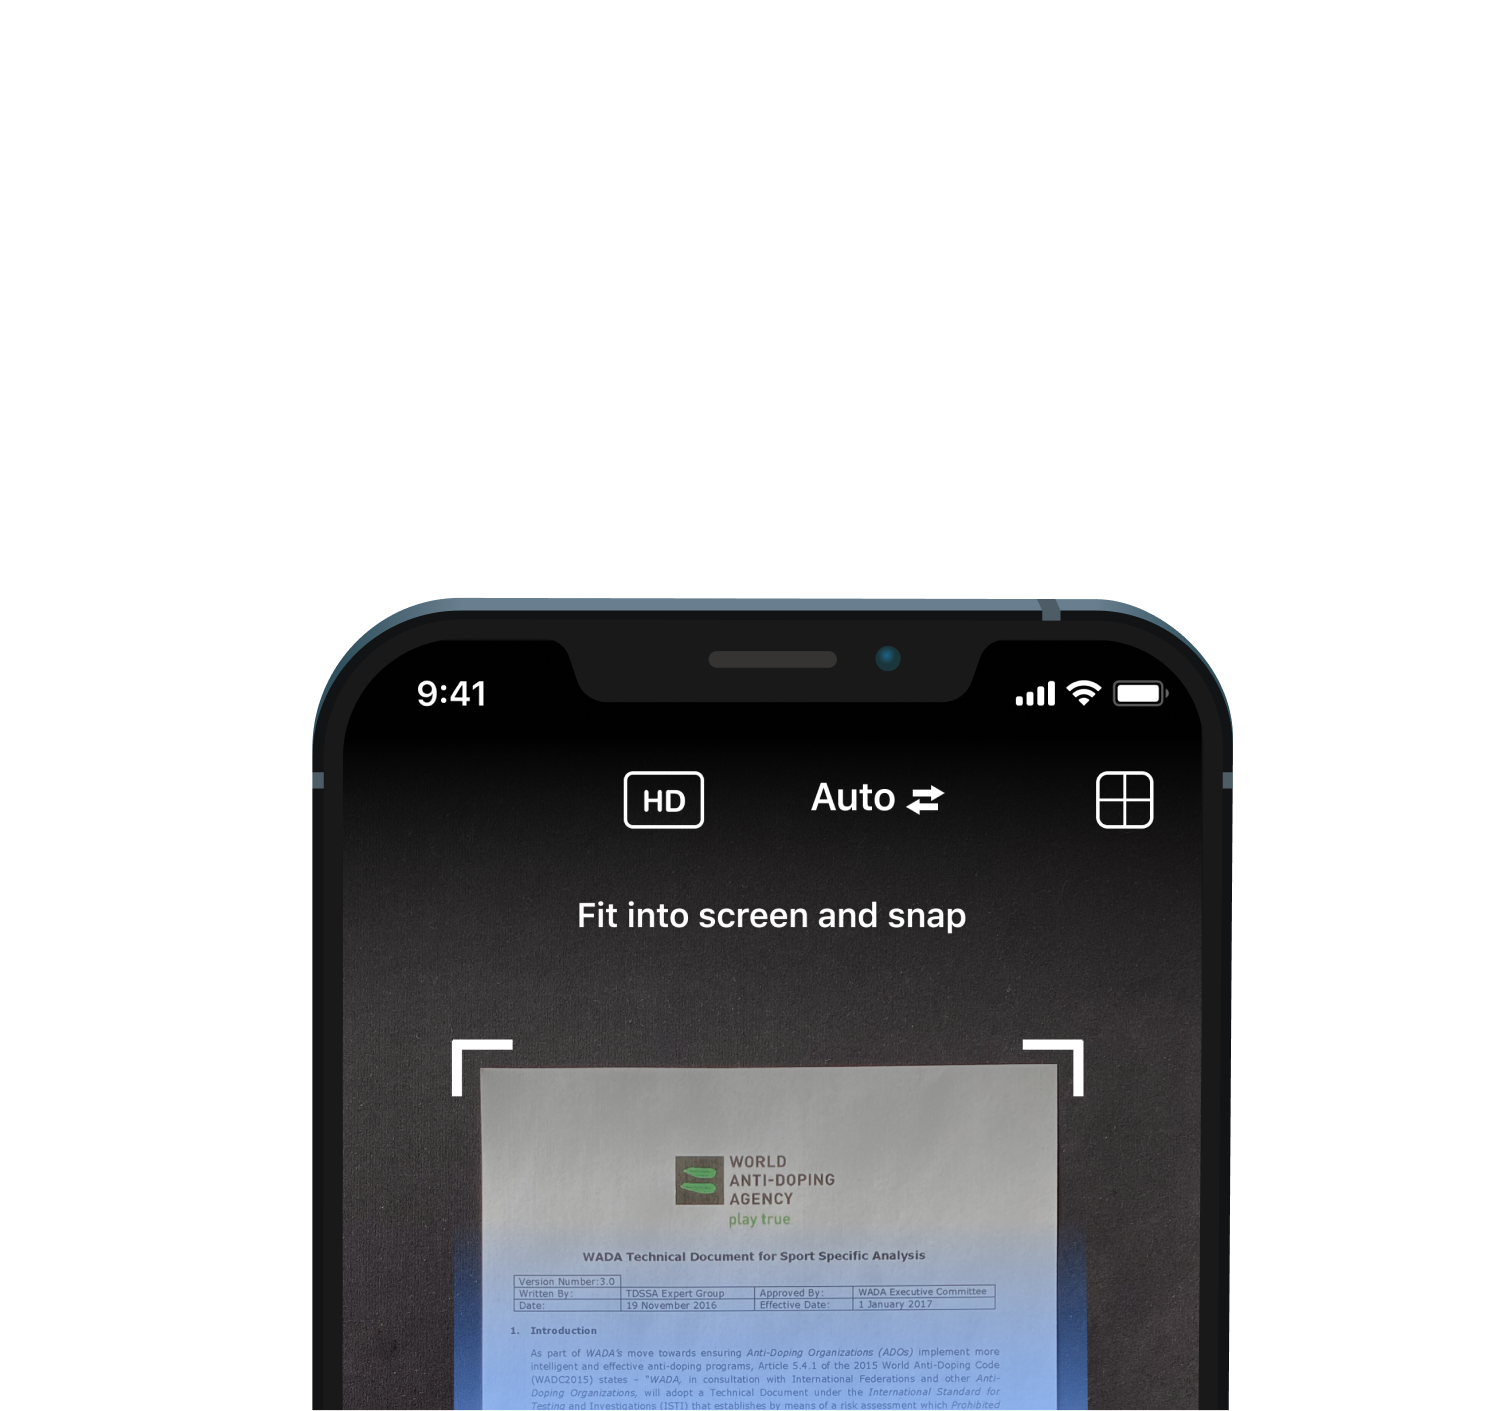 9:41
HD
Auto
Fit into screen and snap
WORLD
ANTI-DOPING
AGENCY
play true
WADA Technical Document for Sport Specific Analysis
Version Number:3.0
Written By: TDSSA Expert Group Approved By: WADA Executive Committee
Date: 19 November 2016 Effective Date: 1 January 2017
1. Introduction
As part of WADA's move towards ensuring Anti-Doping Organizations (ADOs) implement more
intelligent and effective anti-doping programs, Article 5.4.1 of the 2015 World Anti-Doping Code
(WADC2015) states – "WADA, in consultation with International Federations and other Anti-
Doping Organizations, will adopt a Technical Document under the International Standard for
Testing and Investigations (ISTI) that establishes by means of a risk assessment which Prohibited